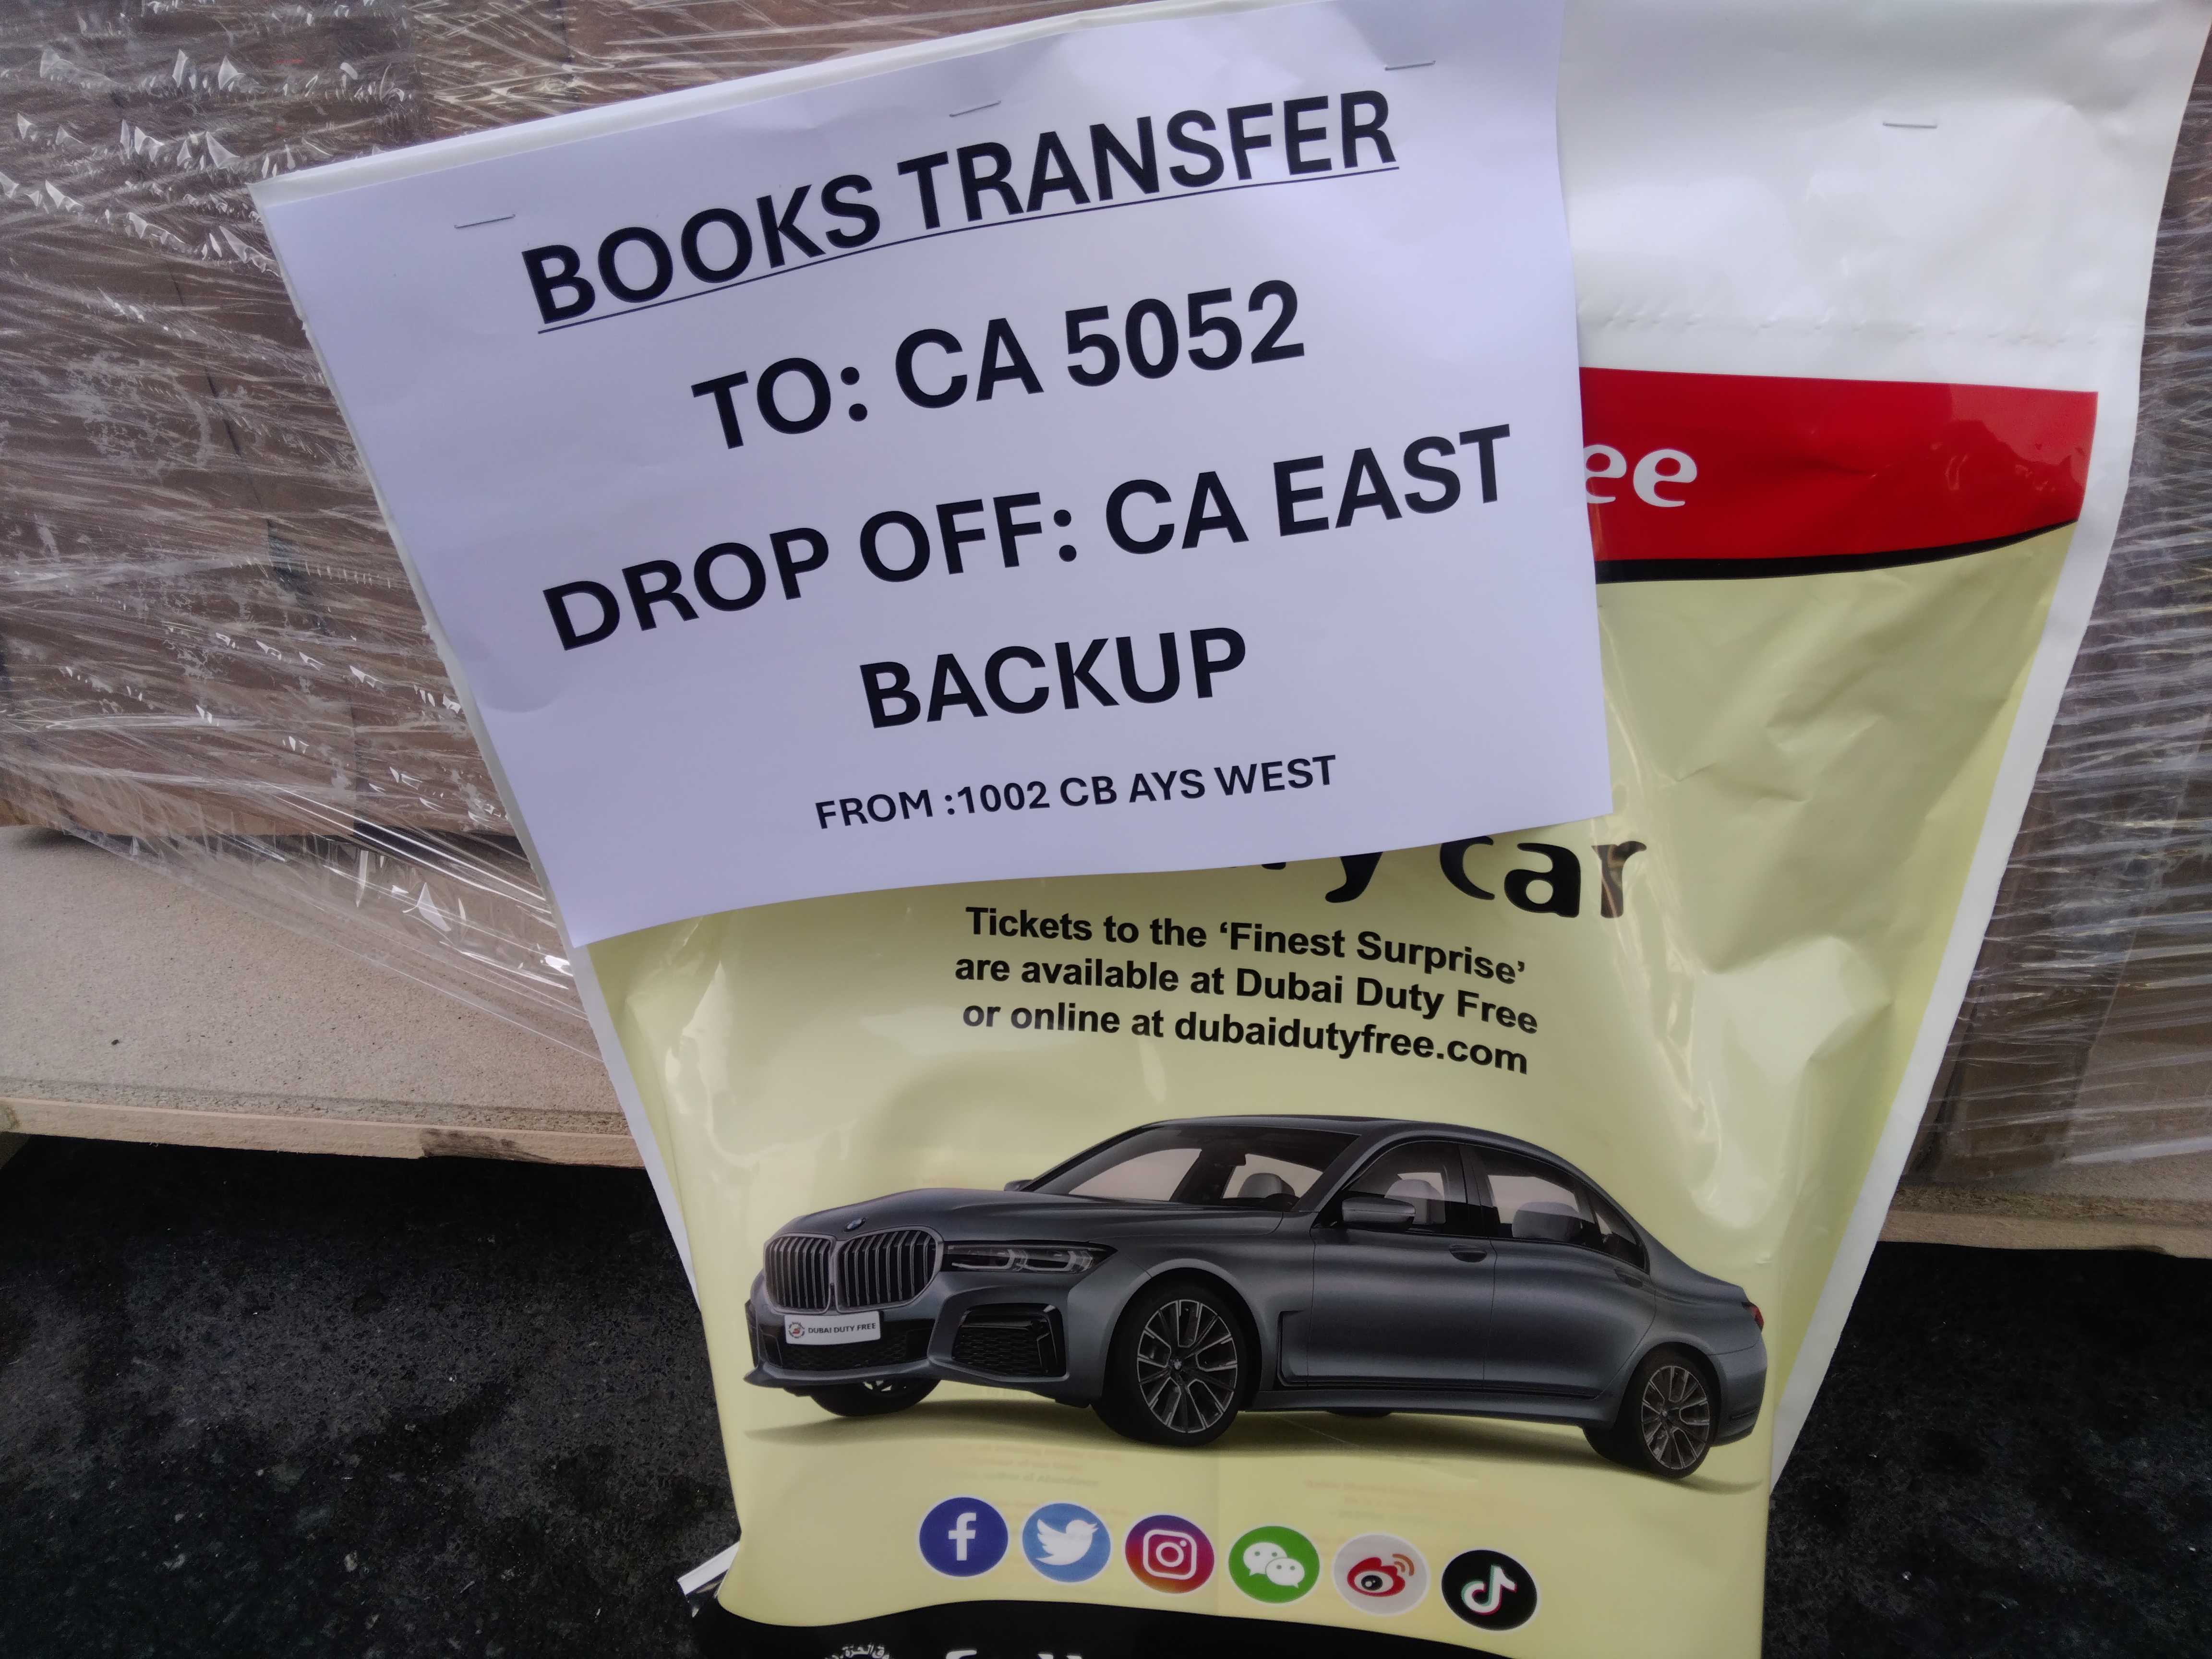 BOOKS TRANSFER
TO: CA 5052
DROP OFF: CA EAST
BACKUP
FROM :1002 CB AYS WEST
ee
car
Tickets to the ‘Finest Surprise’
are available at Dubai Duty Free
or online at dubaidutyfree.com
DUBAI DUTY FREE